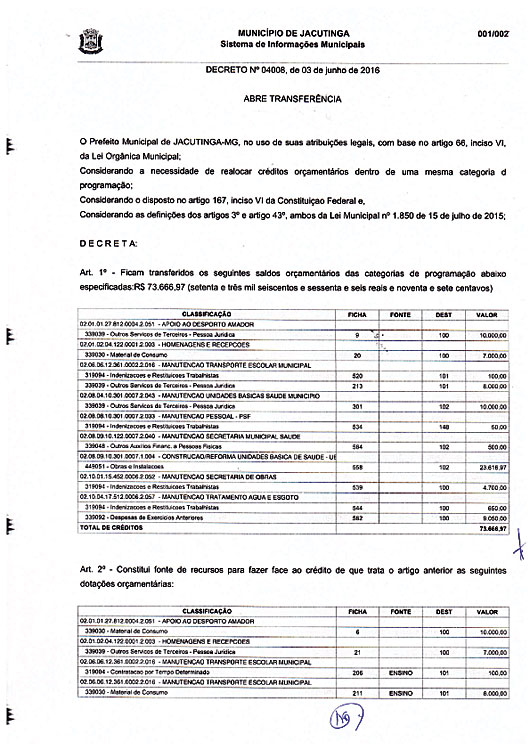 MUNICÍPIO DE JACUTINGA
001/002
Sistema de Informações Municipais
DECRETO Nº 04008, de 03 de junho de 2016
ABRE TRANSFERÊNCIA
O Prefeito Municipal de JACUTINGA-MG, no uso de suas atribuições legais, com base no artigo 66, inciso VI,
da Lei Orgânica Municipal;
Considerando a necessidade de realocar créditos orçamentários dentro de uma mesma categoria d
programação;
Considerando o disposto no artigo 167, inciso VI da Constituiçao Federal e,
Considerando as definições dos artigos 3º e artigo 43º, ambos da Lei Municipal nº 1.850 de 15 de julho de 2015;
D E C R E T A:
Art. 1º - Ficam transferidos os seguintes saldos orçamentários das categorias de programação abaixo
especificadas:R$ 73.666,97 (setenta e três mil seiscentos e sessenta e seis reais e noventa e sete centavos)
CLASSIFICAÇÃO FICHA FONTE DEST VALOR
02.01.01.27.812.0004.2.051 - APOIO AO DESPORTO AMADOR
339039 - Outros Servicos de Terceiros - Pessoa Juridica 9 100 10.000,00
02.01.02.04.122.0001.2.003 - HOMENAGENS E RECEPCOES
339030 - Material de Consumo 20 100 7.000,00
02.06.06.12.361.0002.2.016 - MANUTENCAO TRANSPORTE ESCOLAR MUNICIPAL
319094 - Indenizacoes e Restituicoes Trabalhistas 520 101 100,00
339039 - Outros Servicos de Terceiros - Pessoa Juridica 213 101 8.000,00
02.08.04.10.301.0007.2.043 - MANUTENCAO UNIDADES BASICAS SAUDE MUNICIPIO
339039 - Outros Servicos de Terceiros - Pessoa Juridica 301 102 10.000,00
02.08.08.10.301.0007.2.033 - MANUTENCAO PESSOAL - PSF
319094 - Indenizacoes e Restituicoes Trabalhistas 534 148 50,00
02.08.09.10.122.0007.2.040 - MANUTENCAO SECRETARIA MUNICIPAL SAUDE
339048 - Outros Auxilios Financ. a Pessoas Fisicas 584 102 500,00
02.08.09.10.301.0007.1.004 - CONSTRUCAO/REFORMA UNIDADES BASICA DE SAUDE - UE
449051 - Obras e Instalacoes 558 102 23.616,97
02.10.01.15.452.0006.2.052 - MANUTENCAO SECRETARIA DE OBRAS
319094 - Indenizacoes e Restituicoes Trabalhistas 539 100 4.700,00
02.10.04.17.512.0006.2.057 - MANUTENCAO TRATAMENTO AGUA E ESGOTO
319094 - Indenizacoes e Restituicoes Trabalhistas 544 100 650,00
339092 - Despesas de Exercicios Anteriores 582 100 9.050,00
TOTAL DE CRÉDITOS 73.666,97
Art. 2º - Constitui fonte de recursos para fazer face ao crédito de que trata o artigo anterior as seguintes
dotações orçamentárias:
CLASSIFICAÇÃO FICHA FONTE DEST VALOR
02.01.01.27.812.0004.2.051 - APOIO AO DESPORTO AMADOR
339030 - Material de Consumo 6 100 10.000,00
02.01.02.04.122.0001.2.003 - HOMENAGENS E RECEPCOES
339039 - Outros Servicos de Terceiros - Pessoa Juridica 21 100 7.000,00
02.06.06.12.361.0002.2.016 - MANUTENCAO TRANSPORTE ESCOLAR MUNICIPAL
319004 - Contratacao por Tempo Determinado 206 ENSINO 101 100,00
02.06.06.12.361.0002.2.016 - MANUTENCAO TRANSPORTE ESCOLAR MUNICIPAL
339030 - Material de Consumo 211 ENSINO 101 8.000,00